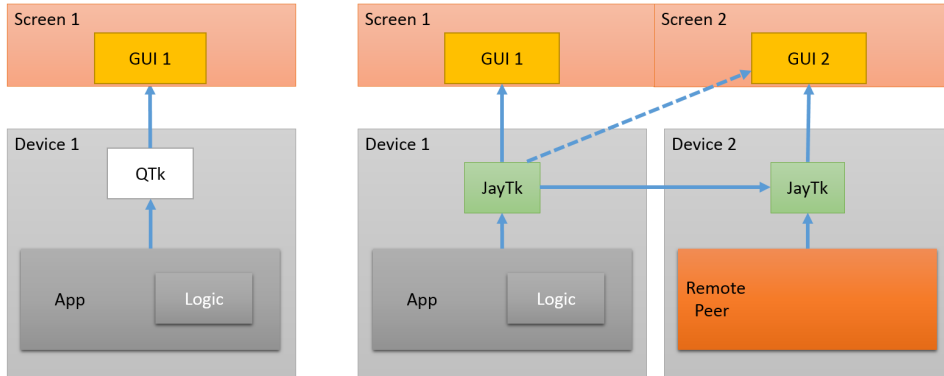 Screen 1
GUI 1
Device 1
QTk
App
Logic
Screen 1
GUI 1
Screen 2
GUI 2
Device 1
JayTk
App
Logic
Device 2
JayTk
Remote
Peer